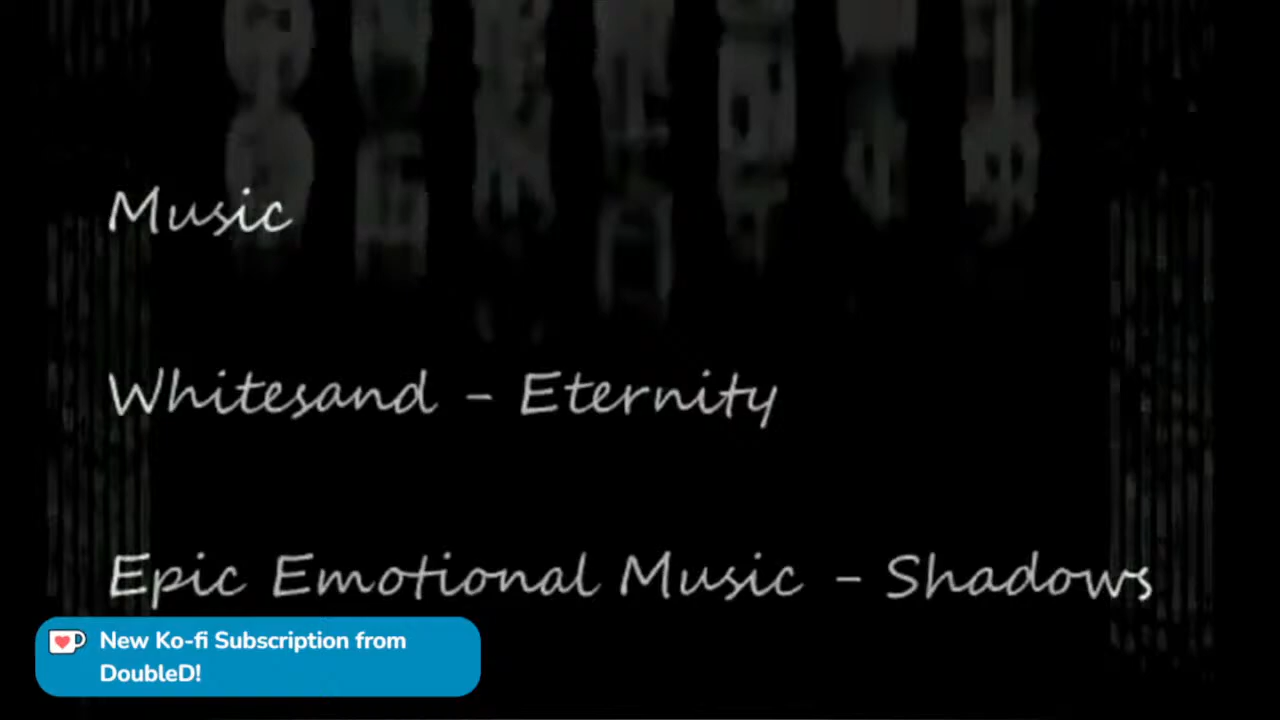 Music
Whitesand - Eternity
Epic Emotional Music - Shadows
New Ko-fi Subscription from
DoubleD!